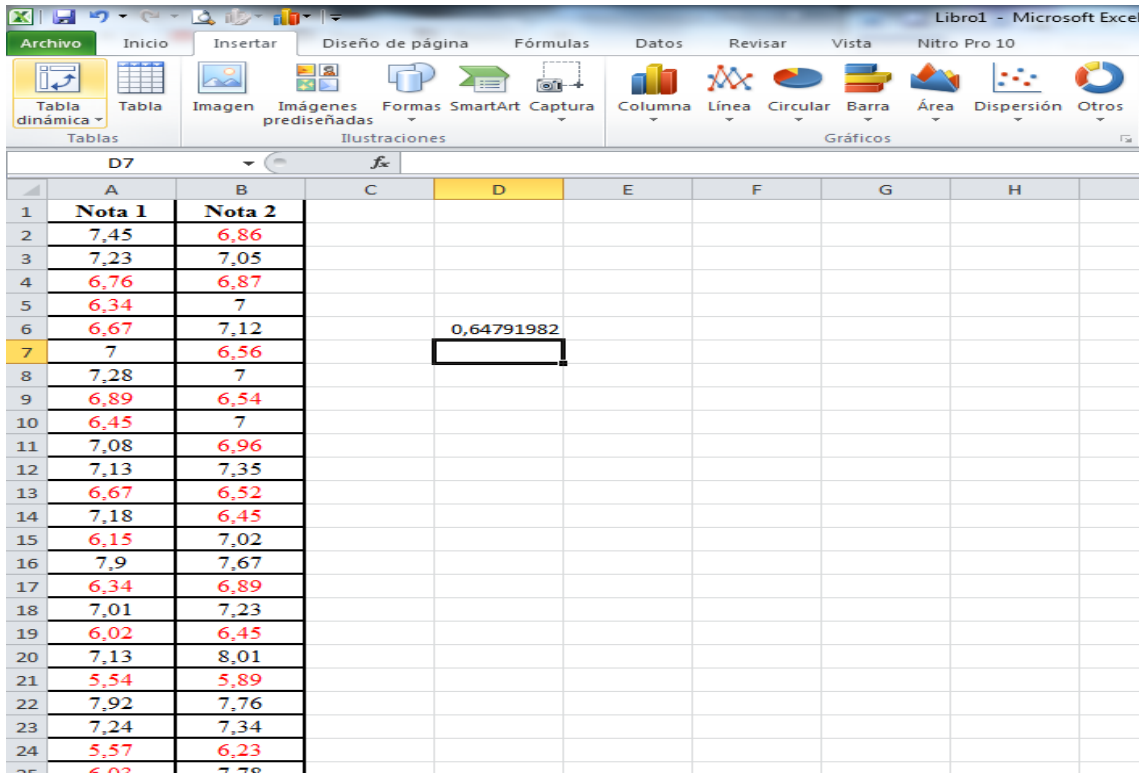 Libro1 - Microsoft Excel
Archivo Inicio Insertar Diseño de página Fórmulas Datos Revisar Vista Nitro Pro 10
Tabla dinámica Tabla Imagen Imágenes prediseñadas Formas SmartArt Captura Columna Línea Circular Barra Área Dispersión Otros
Tablas Ilustraciones Gráficos
D7 fx
A B C D E F G H
1 Nota 1 Nota 2
2 7,45 6,86
3 7,23 7,05
4 6,76 6,87
5 6,34 7
6 6,67 7,12 0,64791982
7 7 6,56
8 7,28 7
9 6,89 6,54
10 6,45 7
11 7,08 6,96
12 7,13 7,35
13 6,67 6,52
14 7,18 6,45
15 6,15 7,02
16 7,9 7,67
17 6,34 6,89
18 7,01 7,23
19 6,02 6,45
20 7,13 8,01
21 5,54 5,89
22 7,92 7,76
23 7,24 7,34
24 5,57 6,23